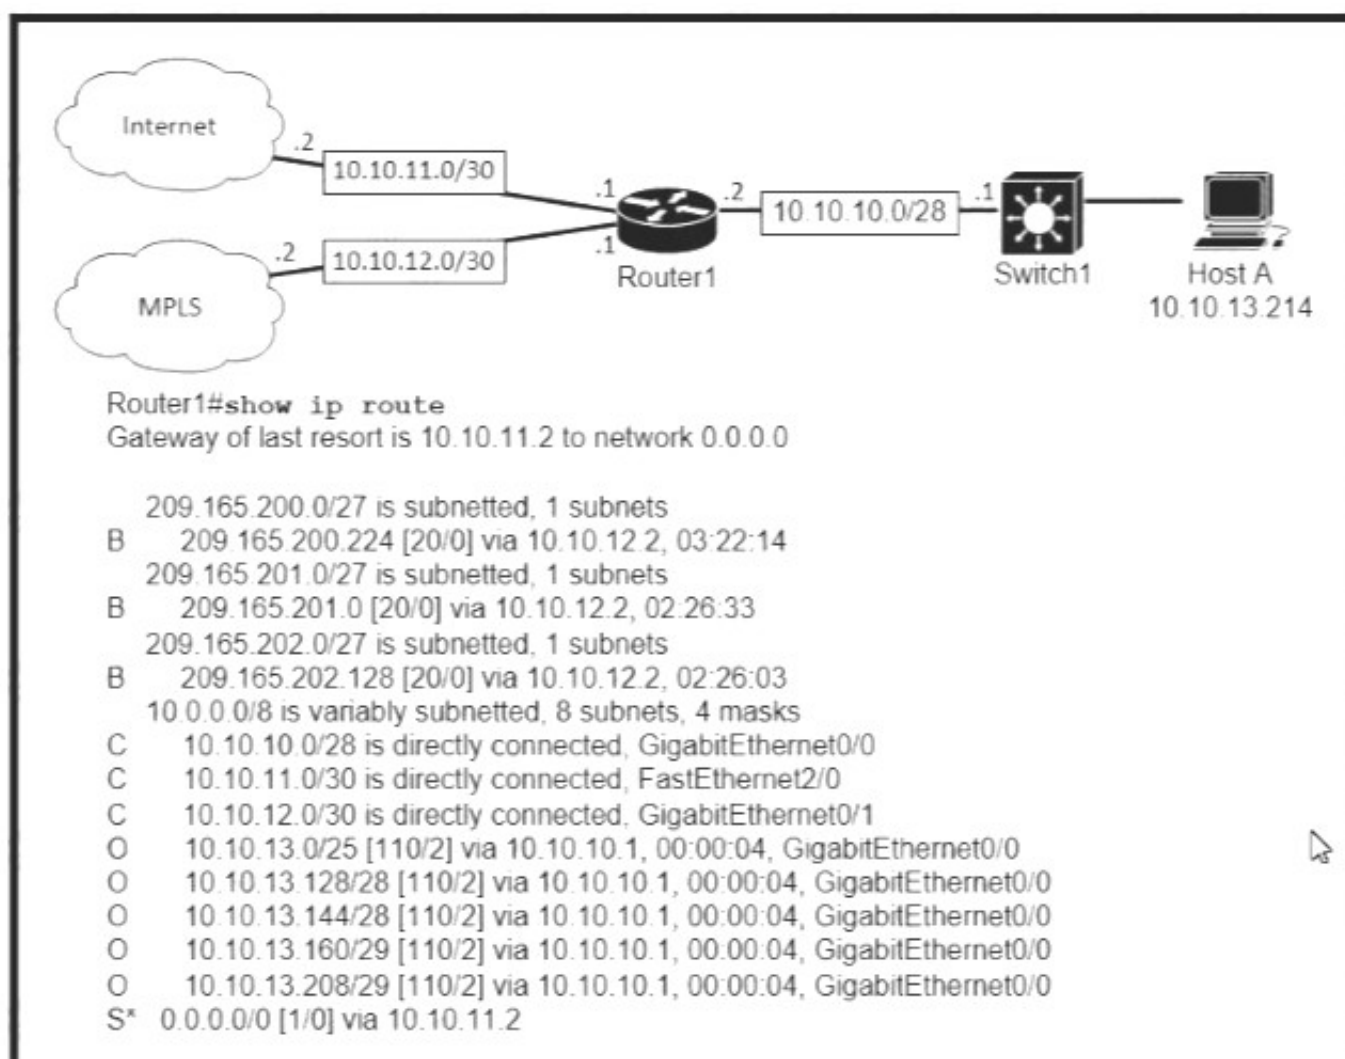 Internet
.2
10.10.11.0/30
.1
.2
10.10.10.0/28
.1
.2
10.10.12.0/30
.1
Router1
Switch1
Host A
MPLS
10.10.13.214
Router1#show ip route
Gateway of last resort is 10.10.11.2 to network 0.0.0.0
209.165.200.0/27 is subnetted, 1 subnets
B 209.165.200.224 [20/0] via 10.10.12.2, 03:22:14
209.165.201.0/27 is subnetted, 1 subnets
B 209.165.201.0 [20/0] via 10.10.12.2, 02:26:33
209.165.202.0/27 is subnetted, 1 subnets
B 209.165.202.128 [20/0] via 10.10.12.2, 02:26:03
10.0.0.0/8 is variably subnetted, 8 subnets, 4 masks
C 10.10.10.0/28 is directly connected, GigabitEthernet0/0
C 10.10.11.0/30 is directly connected, FastEthernet2/0
C 10.10.12.0/30 is directly connected, GigabitEthernet0/1
O 10.10.13.0/25 [110/2] via 10.10.10.1, 00:00:04, GigabitEthernet0/0
O 10.10.13.128/28 [110/2] via 10.10.10.1, 00:00:04, GigabitEthernet0/0
O 10.10.13.144/28 [110/2] via 10.10.10.1, 00:00:04, GigabitEthernet0/0
O 10.10.13.160/29 [110/2] via 10.10.10.1, 00:00:04, GigabitEthernet0/0
O 10.10.13.208/29 [110/2] via 10.10.10.1, 00:00:04, GigabitEthernet0/0
S* 0.0.0.0/0 [1/0] via 10.10.11.2